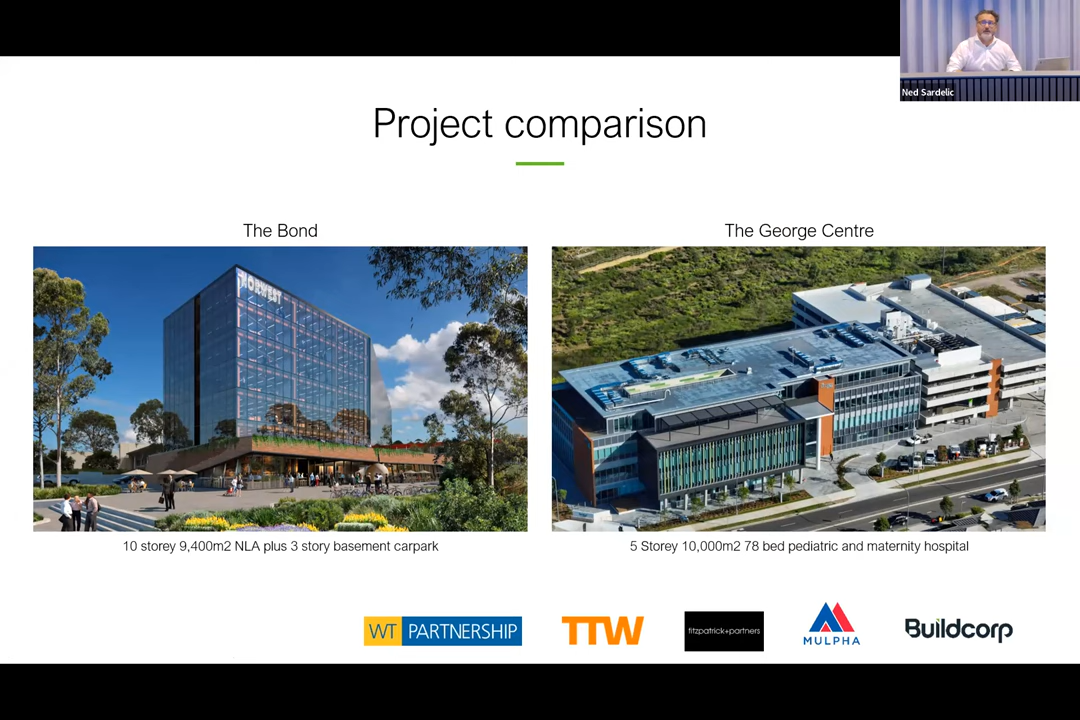 Ned Sardelic
Project comparison
The Bond
The George Centre
NORWEST
10 storey 9,400m2 NLA plus 3 story basement carpark
5 Storey 10,000m2 78 bed pediatric and maternity hospital
WT PARTNERSHIP
TTW
fitzpatrick+partners
MULPHA
Buildcorp